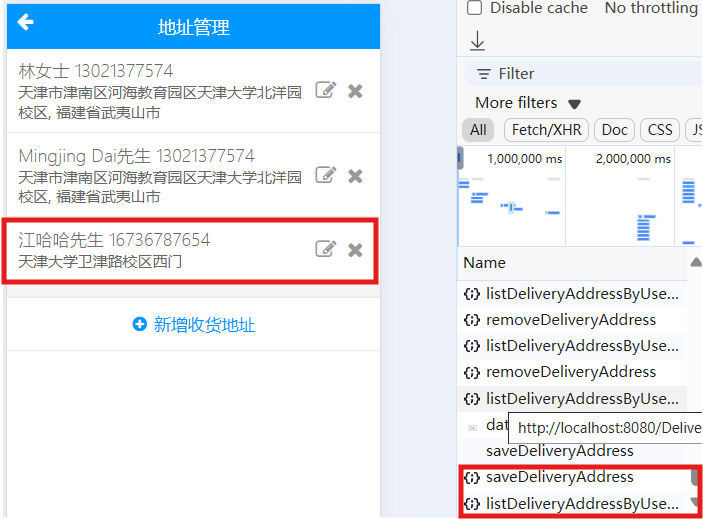 地址管理
林女士 13021377574
天津市津南区河海教育园区天津大学北洋园
校区, 福建省武夷山市
Mingjing Dai先生 13021377574
天津市津南区河海教育园区天津大学北洋园
校区, 福建省武夷山市
江哈哈先生 16736787654
天津大学卫津路校区西门
新增收货地址
Disable cache No throttling
Filter
More filters
All Fetch/XHR Doc CSS JS
1,000,000 ms 2,000,000 ms
Name
listDeliveryAddressByUse...
removeDeliveryAddress
listDeliveryAddressByUse...
removeDeliveryAddress
listDeliveryAddressByUse...
dat
http://localhost:8080/Delive
saveDeliveryAddress
saveDeliveryAddress
listDeliveryAddressByUse...